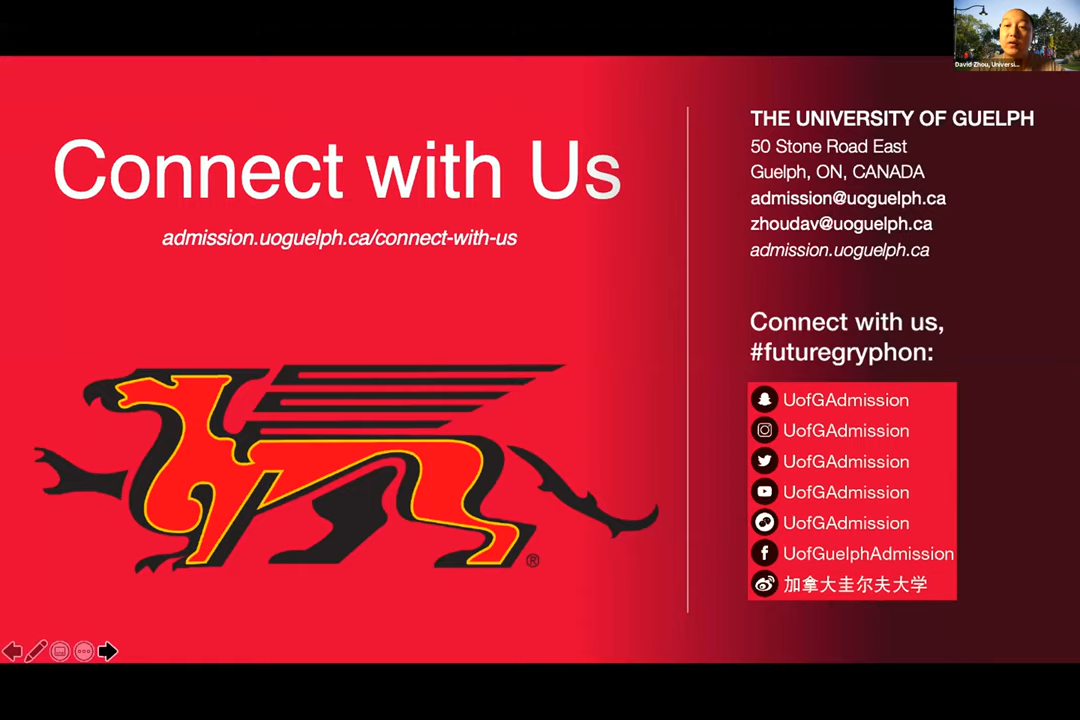 David Zhou, Universi...
Connect with Us
admission.uoguelph.ca/connect-with-us
®
THE UNIVERSITY OF GUELPH
50 Stone Road East
Guelph, ON, CANADA
admission@uoguelph.ca
zhoudav@uoguelph.ca
admission.uoguelph.ca
Connect with us,
#futuregryphon:
UofGAdmission
UofGAdmission
UofGAdmission
UofGAdmission
UofGAdmission
UofGuelphAdmission
加拿大圭尔夫大学